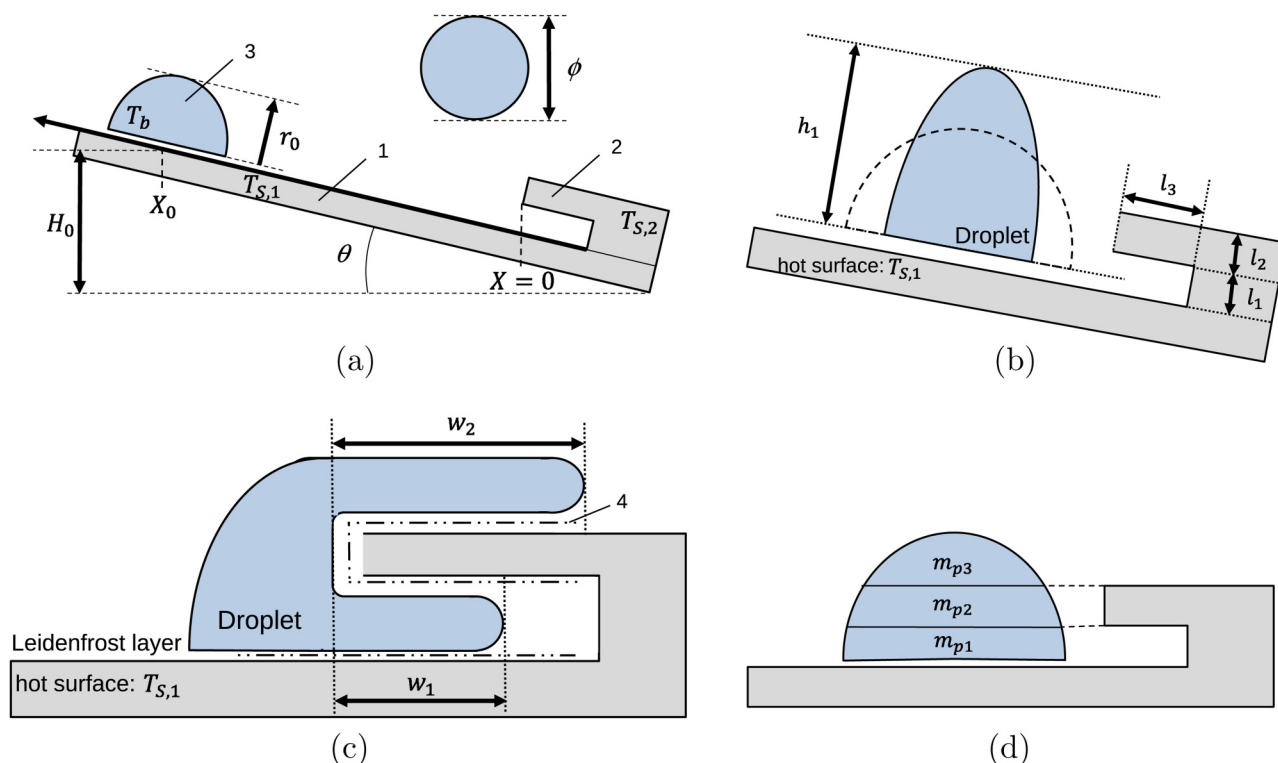 3
T_b
r_0
ϕ
1
2
X_0
T_{S,1}
T_{S,2}
H_0
θ
X = 0
(a)
h_1
l_3
Droplet
l_2
hot surface: T_{S,1}
l_1
(b)
w_2
4
Droplet
Leidenfrost layer
hot surface: T_{S,1}
w_1
(c)
m_{p3}
m_{p2}
m_{p1}
(d)